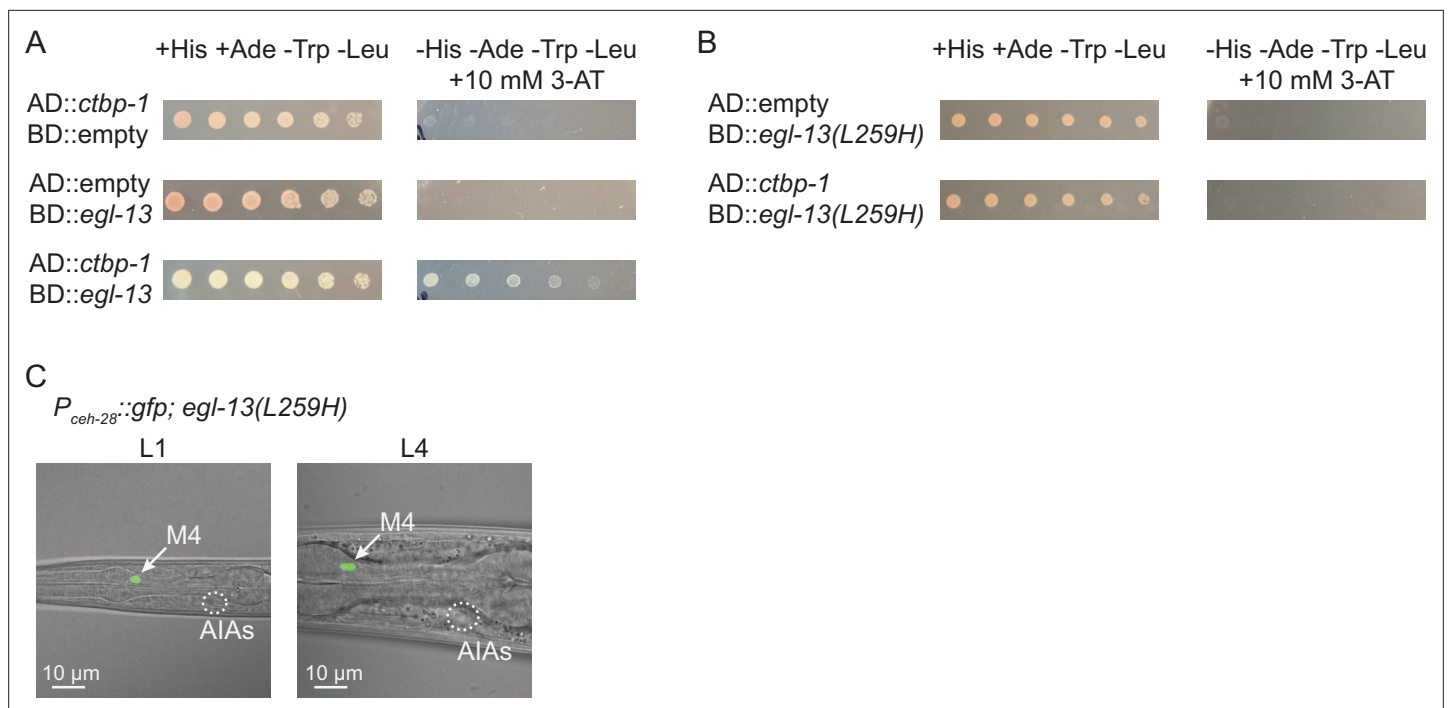 A
+His +Ade -Trp -Leu
-His -Ade -Trp -Leu
+10 mM 3-AT
AD::ctbp-1
BD::empty
AD::empty
BD::egl-13
AD::ctbp-1
BD::egl-13
B
+His +Ade -Trp -Leu
-His -Ade -Trp -Leu
+10 mM 3-AT
AD::empty
BD::egl-13(L259H)
AD::ctbp-1
BD::egl-13(L259H)
C
Pceh-28::gfp; egl-13(L259H)
L1
M4
AIAs
10 µm
L4
M4
AIAs
10 µm